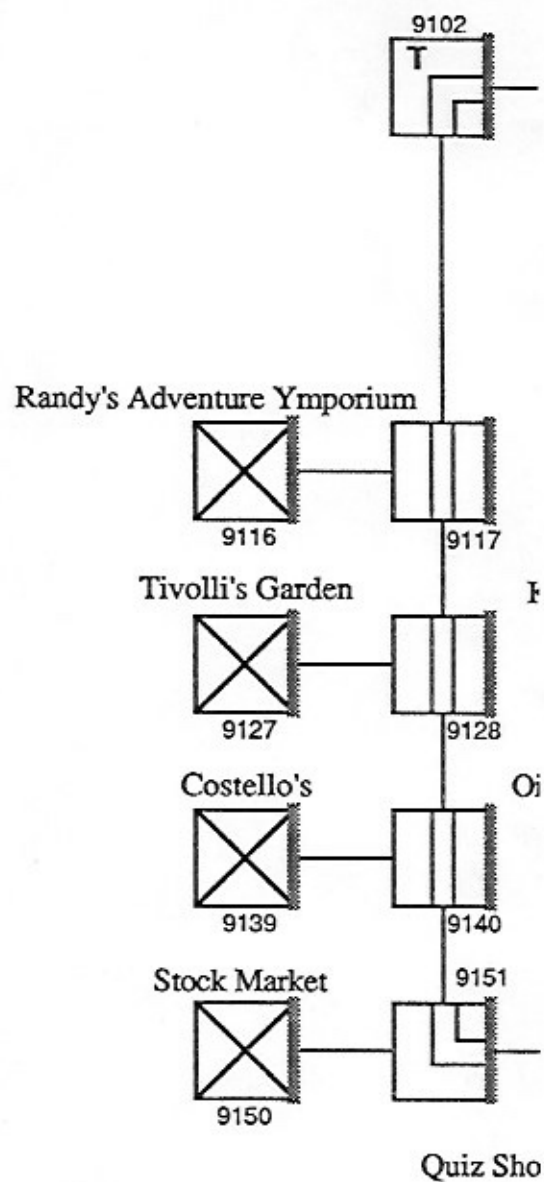 9102
T
Randy's Adventure Ymporium
9116
9117
Tivolli's Garden
9127
9128
Costello's
Oi
9139
9140
Stock Market
9151
9150
Quiz Sho